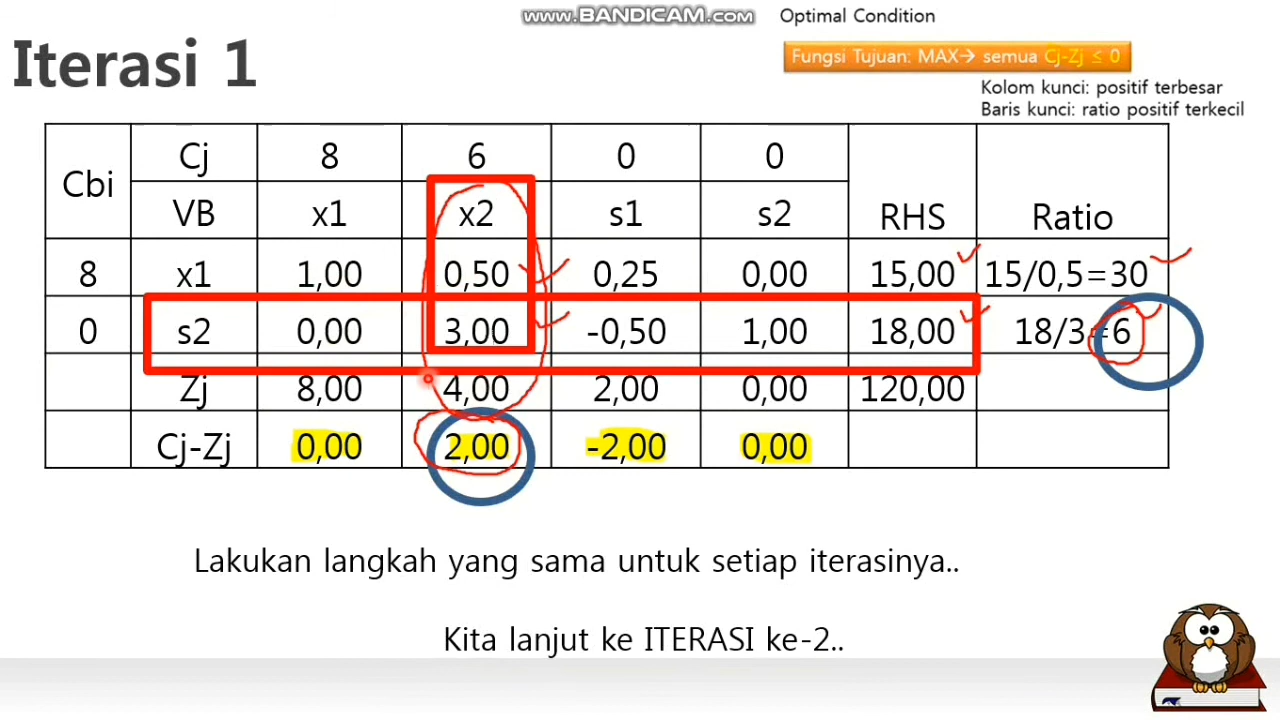 www.BANDICAM.com
Optimal Condition
Iterasi 1
Fungsi Tujuan: MAX→ semua Cj-Zj ≤ 0
Kolom kunci: positif terbesar
Baris kunci: ratio positif terkecil
Cbi Cj 8 6 0 0 RHS Ratio
VB x1 x2 s1 s2
8 x1 1,00 0,50 0,25 0,00 15,00 15/0,5=30
0 s2 0,00 3,00 -0,50 1,00 18,00 18/3=6
Zj 8,00 4,00 2,00 0,00 120,00
Cj-Zj 0,00 2,00 -2,00 0,00
Lakukan langkah yang sama untuk setiap iterasinya..
Kita lanjut ke ITERASI ke-2..